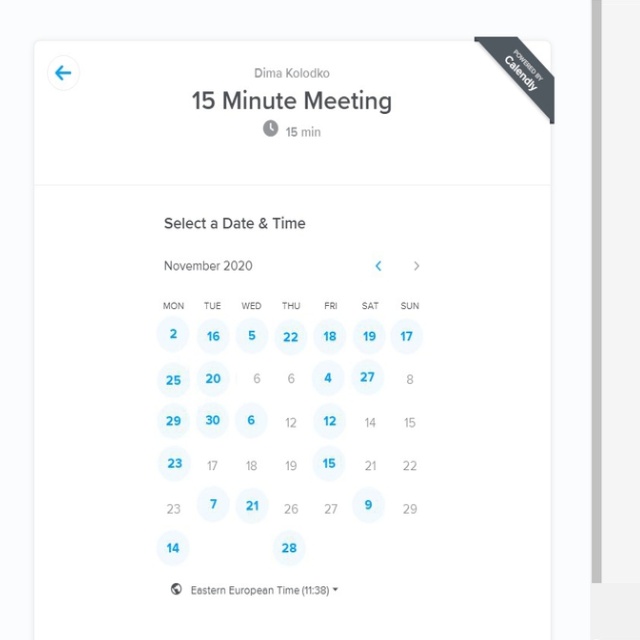 POWERED BY
Calendly
Dima Kolodko
15 Minute Meeting
15 min
Select a Date & Time
November 2020
MON TUE WED THU FRI SAT SUN
2 16 5 22 18 19 17
25 20 6 6 4 27 8
29 30 6 12 12 14 15
23 17 18 19 15 21 22
23 7 21 26 27 9 29
14 28
Eastern European Time (11:38)